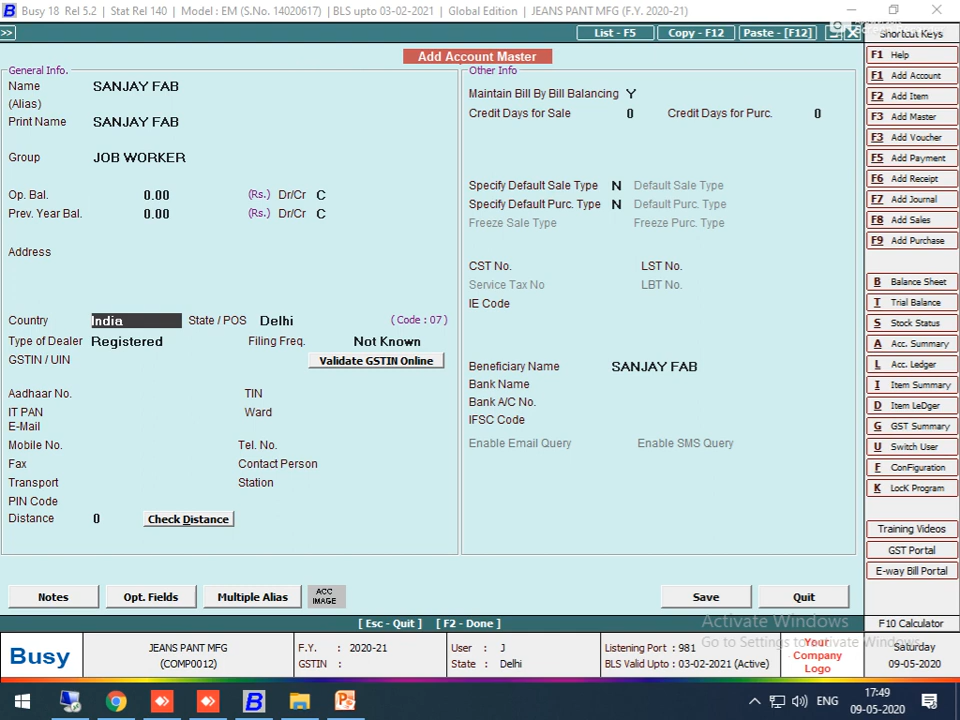 Busy 18 Rel 5.2 | Stat Rel 140 | Model : EM (S.No. 14020617) | BLS upto 03-02-2021 | Global Edition | JEANS PANT MFG (F.Y. 2020-21)
>> List - F5 Copy - F12 Paste - [F12]
Add Account Master
General Info.
Name SANJAY FAB
(Alias)
Print Name SANJAY FAB
Group JOB WORKER
Op. Bal. 0.00 (Rs.) Dr/Cr C
Prev. Year Bal. 0.00 (Rs.) Dr/Cr C
Address
Country India State / POS Delhi (Code : 07)
Type of Dealer Registered Filing Freq. Not Known
GSTIN / UIN Validate GSTIN Online
Aadhaar No. TIN
IT PAN Ward
E-Mail
Mobile No. Tel. No.
Fax Contact Person
Transport Station
PIN Code
Distance 0 Check Distance
Other Info
Maintain Bill By Bill Balancing Y
Credit Days for Sale 0 Credit Days for Purc. 0
Specify Default Sale Type N Default Sale Type
Specify Default Purc. Type N Default Purc. Type
Freeze Sale Type Freeze Purc. Type
CST No. LST No.
Service Tax No LBT No.
IE Code
Beneficiary Name SANJAY FAB
Bank Name
Bank A/C No.
IFSC Code
Enable Email Query Enable SMS Query
Notes Opt. Fields Multiple Alias ACC IMAGE Save Quit
[ Esc - Quit ] [ F2 - Done ]
Shortcut Keys
F1 Help
F1 Add Account
F2 Add Item
F3 Add Master
F3 Add Voucher
F5 Add Payment
F6 Add Receipt
F7 Add Journal
F8 Add Sales
F9 Add Purchase
B Balance Sheet
T Trial Balance
S Stock Status
A Acc. Summary
L Acc. Ledger
I Item Summary
D Item LeDger
G GST Summary
U Switch User
F ConFiguration
K LocK Program
Training Videos
GST Portal
E-way Bill Portal
F10 Calculator
Activate Windows
Go to Settings to activate Windows.
Busy
JEANS PANT MFG
(COMP0012)
F.Y. : 2020-21
GSTIN :
User : J
State : Delhi
Listening Port : 981
BLS Valid Upto : 03-02-2021 (Active)
Your
Company
Logo
Saturday
09-05-2020
ENG 17:49
09-05-2020